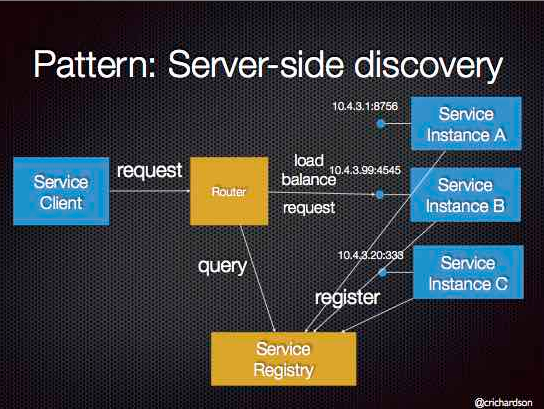 Pattern: Server-side discovery
10.4.3.1:8756
Service
Instance A
Service
Client
request
Router
load
balance
request
10.4.3.99:4545
Service
Instance B
query
10.4.3.20:333
Service
Instance C
register
Service
Registry
@crichardson